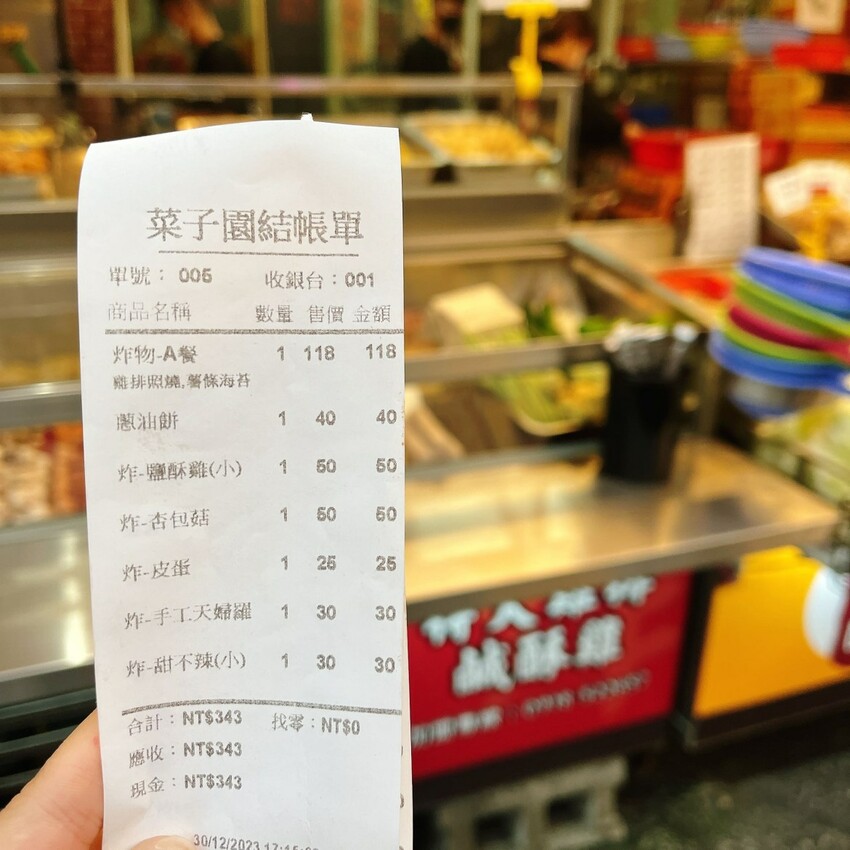 菜子園結帳單
單號： 005 收銀台：001
商品名稱 數量 售價 金額
炸物-A餐 1 118 118
雞排照燒,薯條海苔
蔥油餅 1 40 40
炸-鹽酥雞(小) 1 50 50
炸-杏包菇 1 50 50
炸-皮蛋 1 25 25
炸-手工天婦羅 1 30 30
炸-甜不辣(小) 1 30 30
合計：NT$343 找零：NT$0
應收：NT$343
現金：NT$343
30/12/2023
鹹酥雞